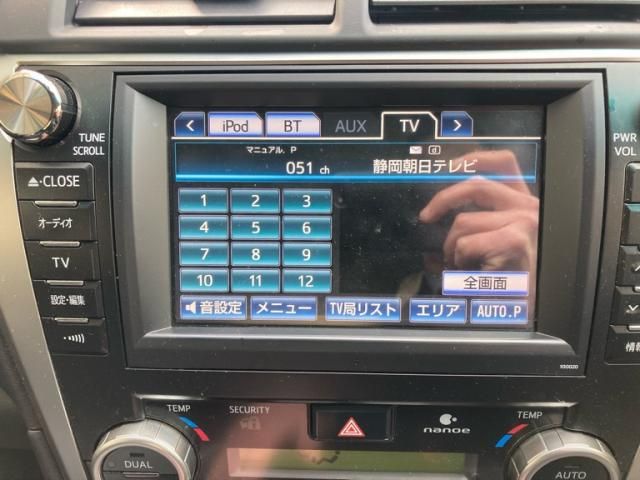 TUNE
SCROLL
CLOSE
オーディオ
TV
設定・編集
iPod BT AUX TV
マニュアル. P
051 ch 静岡朝日テレビ
d
1 2 3
4 5 6
7 8 9
10 11 12
全画面
音設定 メニュー TV局リスト エリア AUTO.P
100020
PWR
VOL
情報
TEMP
SECURITY
nanoe
TEMP
DUAL
AUTO